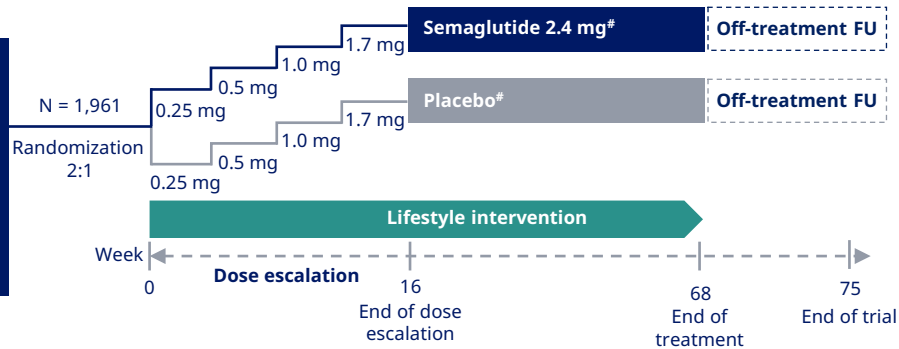 Semaglutide 2.4 mg#
Off-treatment FU
1.7 mg
1.0 mg
0.5 mg
0.25 mg
N = 1,961
Randomization
2:1
Placebo#
Off-treatment FU
1.7 mg
1.0 mg
0.5 mg
0.25 mg
Lifestyle intervention
Week
Dose escalation
0
16
End of dose
escalation
68
End of
treatment
75
End of trial